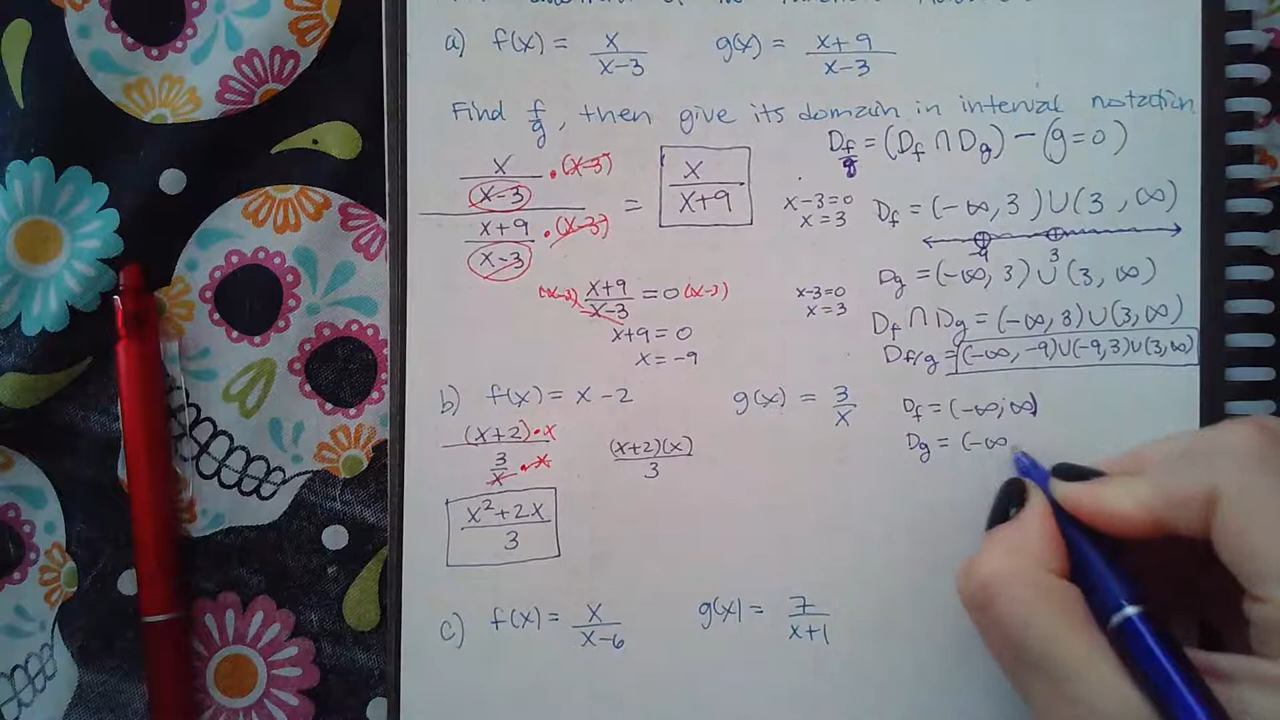 a) f(x) = x/(x-3) g(x) = (x+9)/(x-3)
Find f/g, then give its domain in interval notation
D f/g = (Df ∩ Dg) - (g=0)
x/(x-3) •(x-3)
(x+9)/(x-3) •(x-3)
= x/(x+9)
x-3=0
x=3
Df = (-∞, 3) ∪ (3, ∞)
-9 3
Dg = (-∞, 3) ∪ (3, ∞)
(x-3) (x+9)/(x-3) = 0 (x-3)
x-3=0
x=3
x+9=0
x=-9
Df ∩ Dg = (-∞, 3) ∪ (3, ∞)
Df/g = (-∞, -9) ∪ (-9, 3) ∪ (3, ∞)
b) f(x) = x-2 g(x) = 3/x
Df = (-∞, ∞)
Dg = (-∞
(x+2) •x
3/x •x
(x+2)(x)/3
(x²+2x)/3
c) f(x) = x/(x-6) g(x) = 7/(x+1)